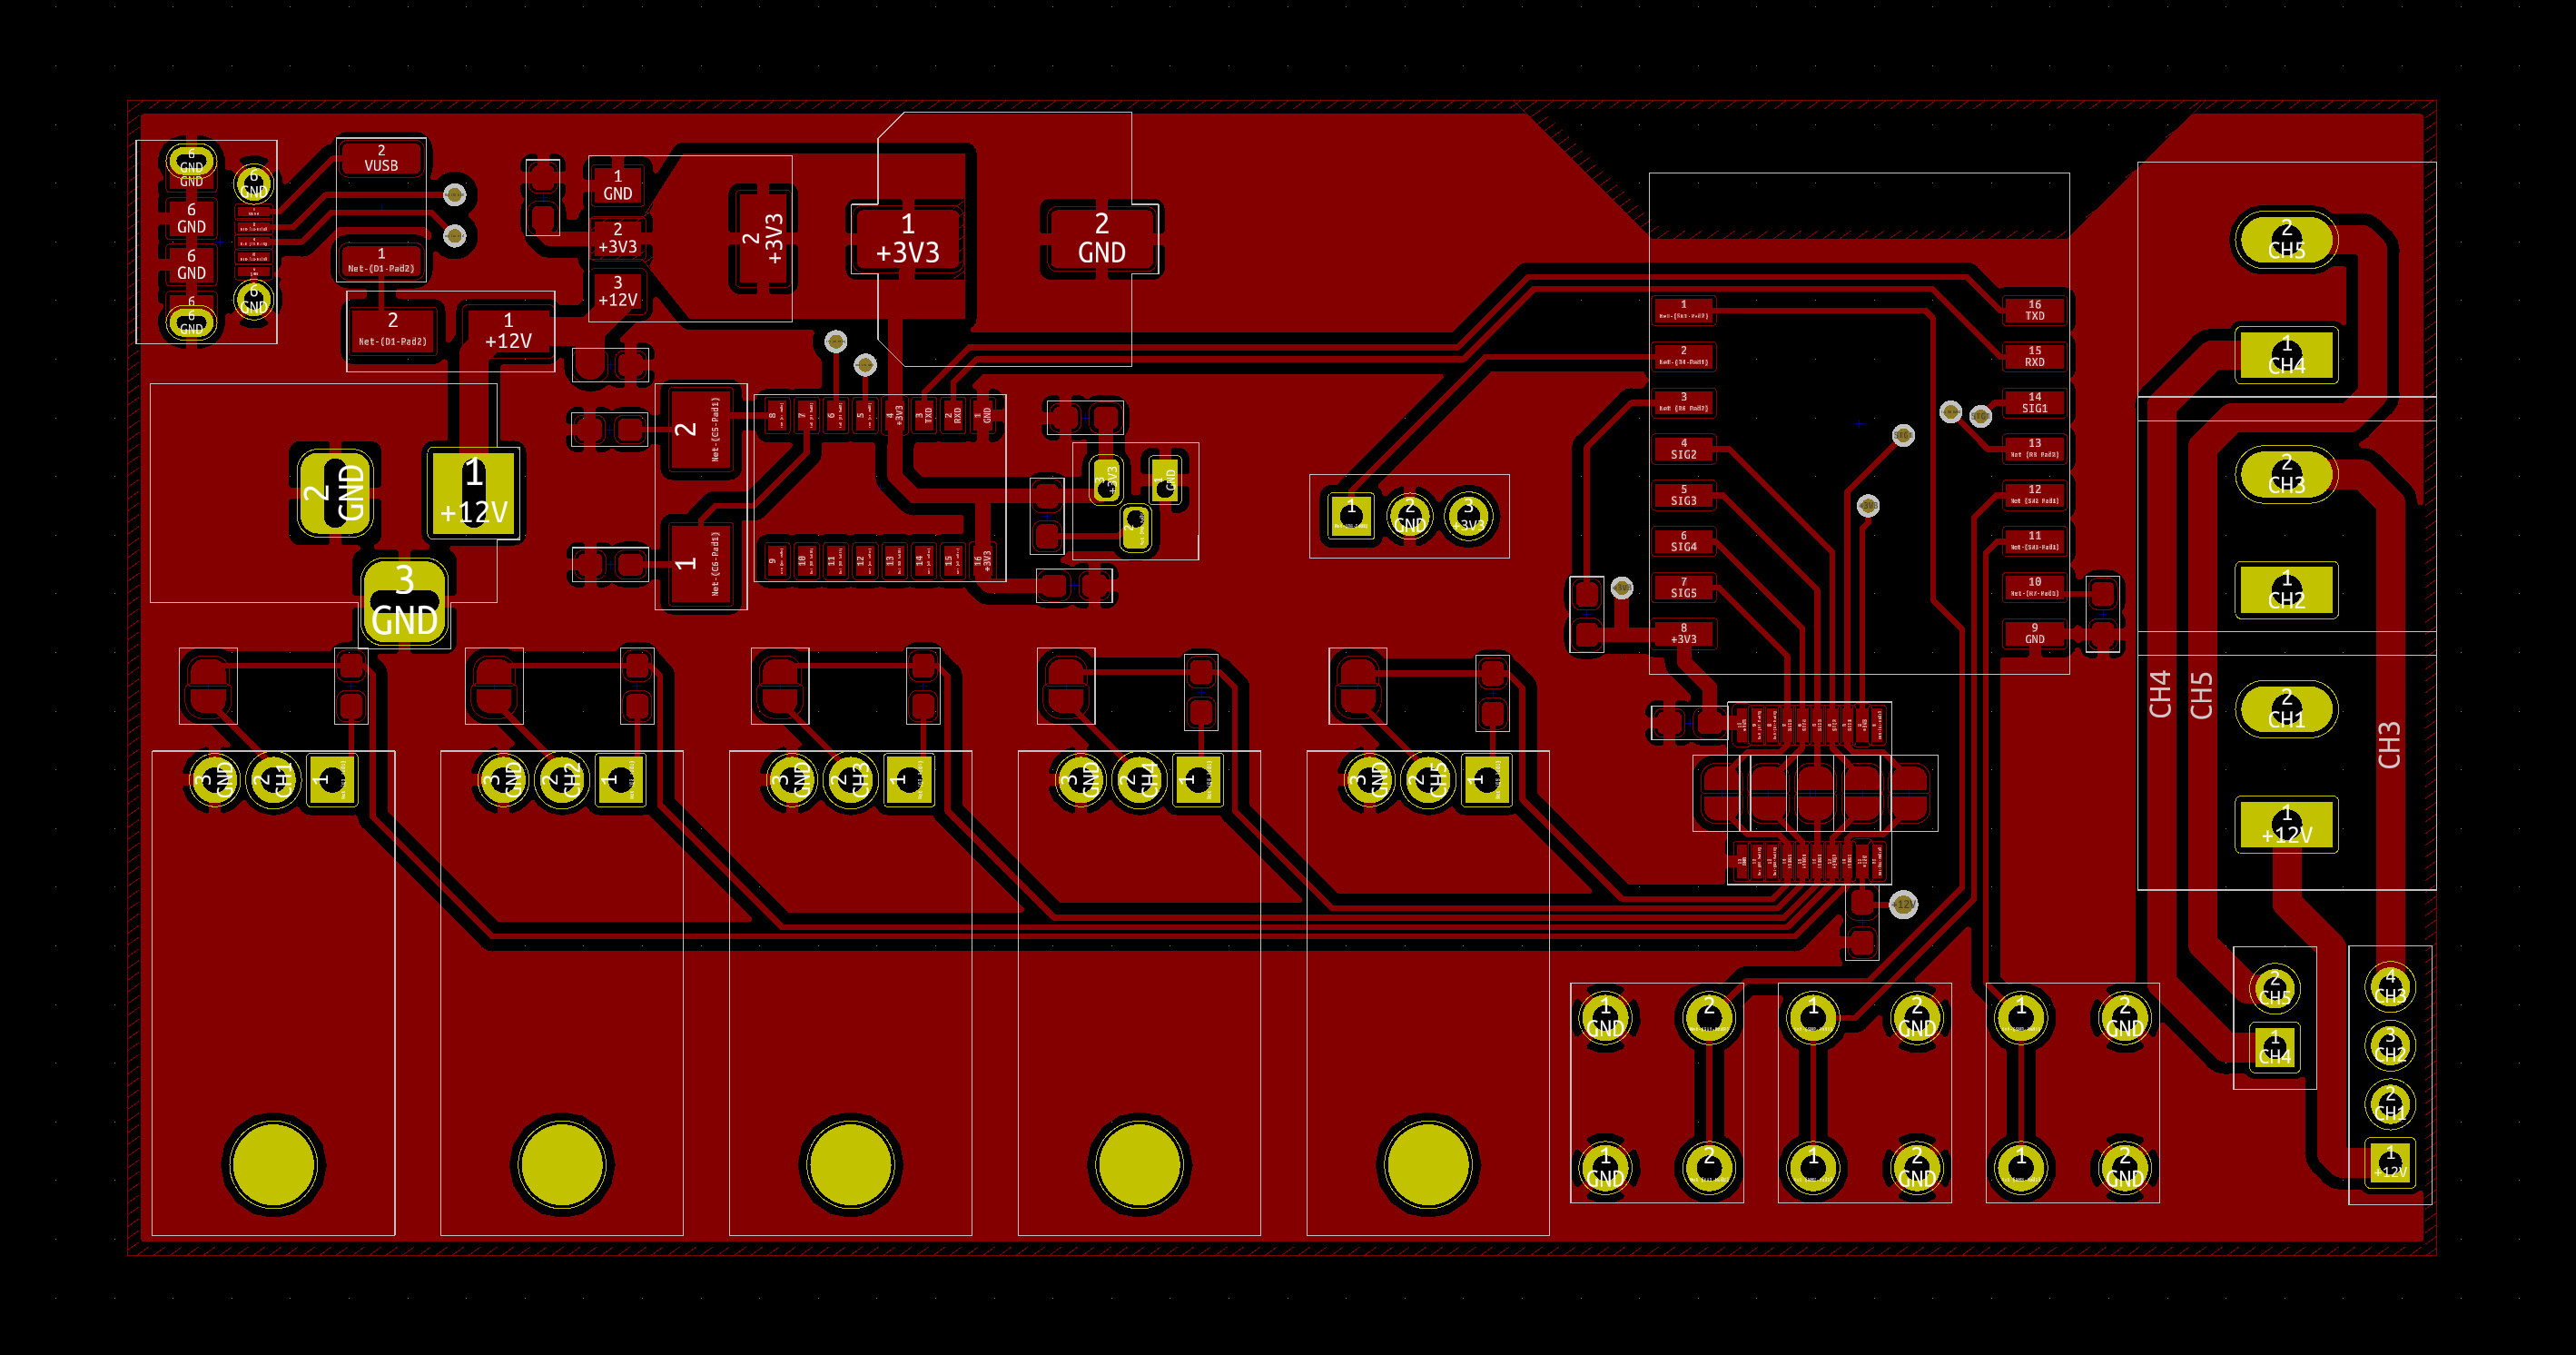 6
GND
GND
6
GND
6
GND
6
GND
6
GND
6
GND
2
VUSB
1
Net-(D1-Pad2)
2
Net-(D1-Pad2)
1
+12V
1
GND
2
+3V3
3
+12V
2
+3V3
1
+3V3
2
GND
2
GND
1
+12V
3
GND
2
Net-(C5-Pad1)
1
Net-(C6-Pad1)
8
7
6
5
4
+3V3
3
TXD
2
RXD
1
GND
9
10
11
12
13
14
15
16
+3V3
3
+3V3
1
GND
2
1
2
GND
3
+3V3
1
2
3
4
SIG2
5
SIG3
6
SIG4
7
SIG5
8
+3V3
16
TXD
15
RXD
14
SIG1
13
12
11
10
9
GND
2
CH5
1
CH4
2
CH3
1
CH2
2
CH1
1
+12V
CH4
CH5
CH3
3
GND
2
CH1
1
3
GND
2
CH2
1
3
GND
2
CH3
1
3
GND
2
CH4
1
3
GND
2
CH5
1
+12V
1
GND
2
1
2
GND
1
2
GND
1
GND
2
1
2
GND
1
2
GND
2
CH5
1
CH4
4
CH3
3
CH2
2
CH1
1
+12V